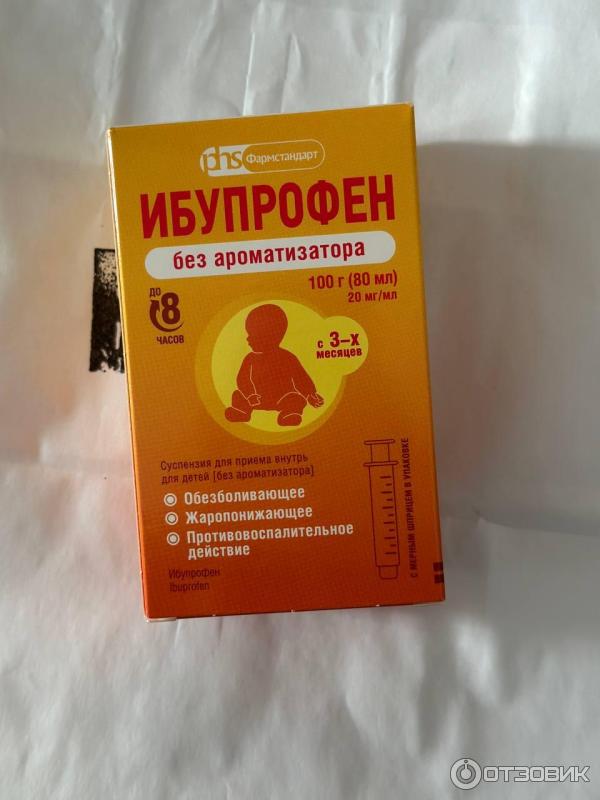 phs Фармстандарт
ИБУПРОФЕН
без ароматизатора
100 г (80 мл)
20 мг/мл
ДО
8
ЧАСОВ
с 3-х
месяцев
Суспензия для приема внутрь
для детей [без ароматизатора]
Обезболивающее
Жаропонижающее
Противовоспалительное
действие
С МЕРНЫМ ШПРИЦЕМ В УПАКОВКЕ
Ибупрофен
Ibuprofen
ОТЗОВИК